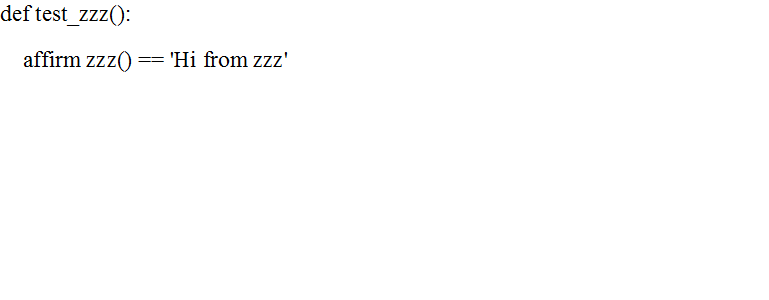 def test_zzz():
affirm zzz() == 'Hi from zzz'